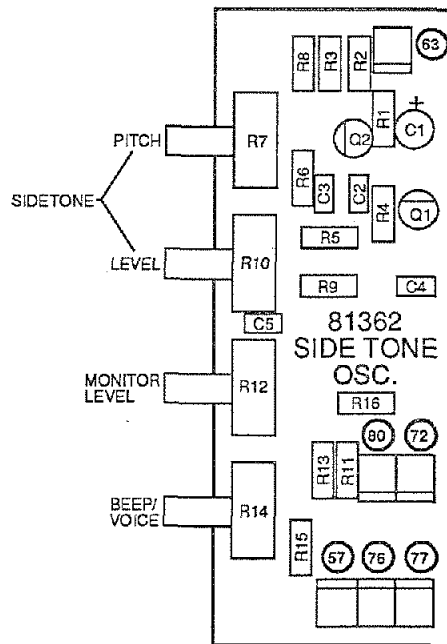 63
R8
R3
R2
R1
+
C1
PITCH
R7
Q2
R6
C3
C2
R4
Q1
SIDETONE
R5
LEVEL
R10
R9
C4
C5
81362
SIDE TONE
OSC.
MONITOR
LEVEL
R12
R16
80
72
R13
R11
BEEP/
VOICE
R14
R15
57
76
77